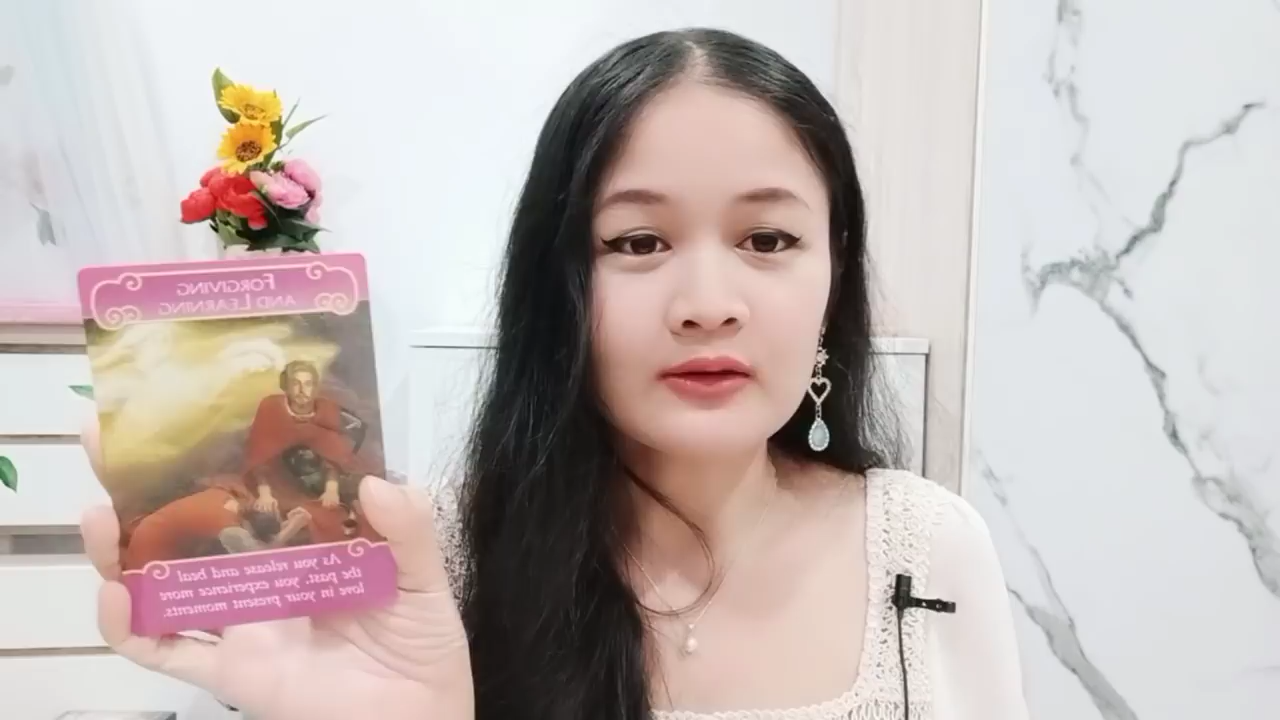 FORGIVING
AND LEARNING
As you release and heal
the past, you experience more
love in your present moments.